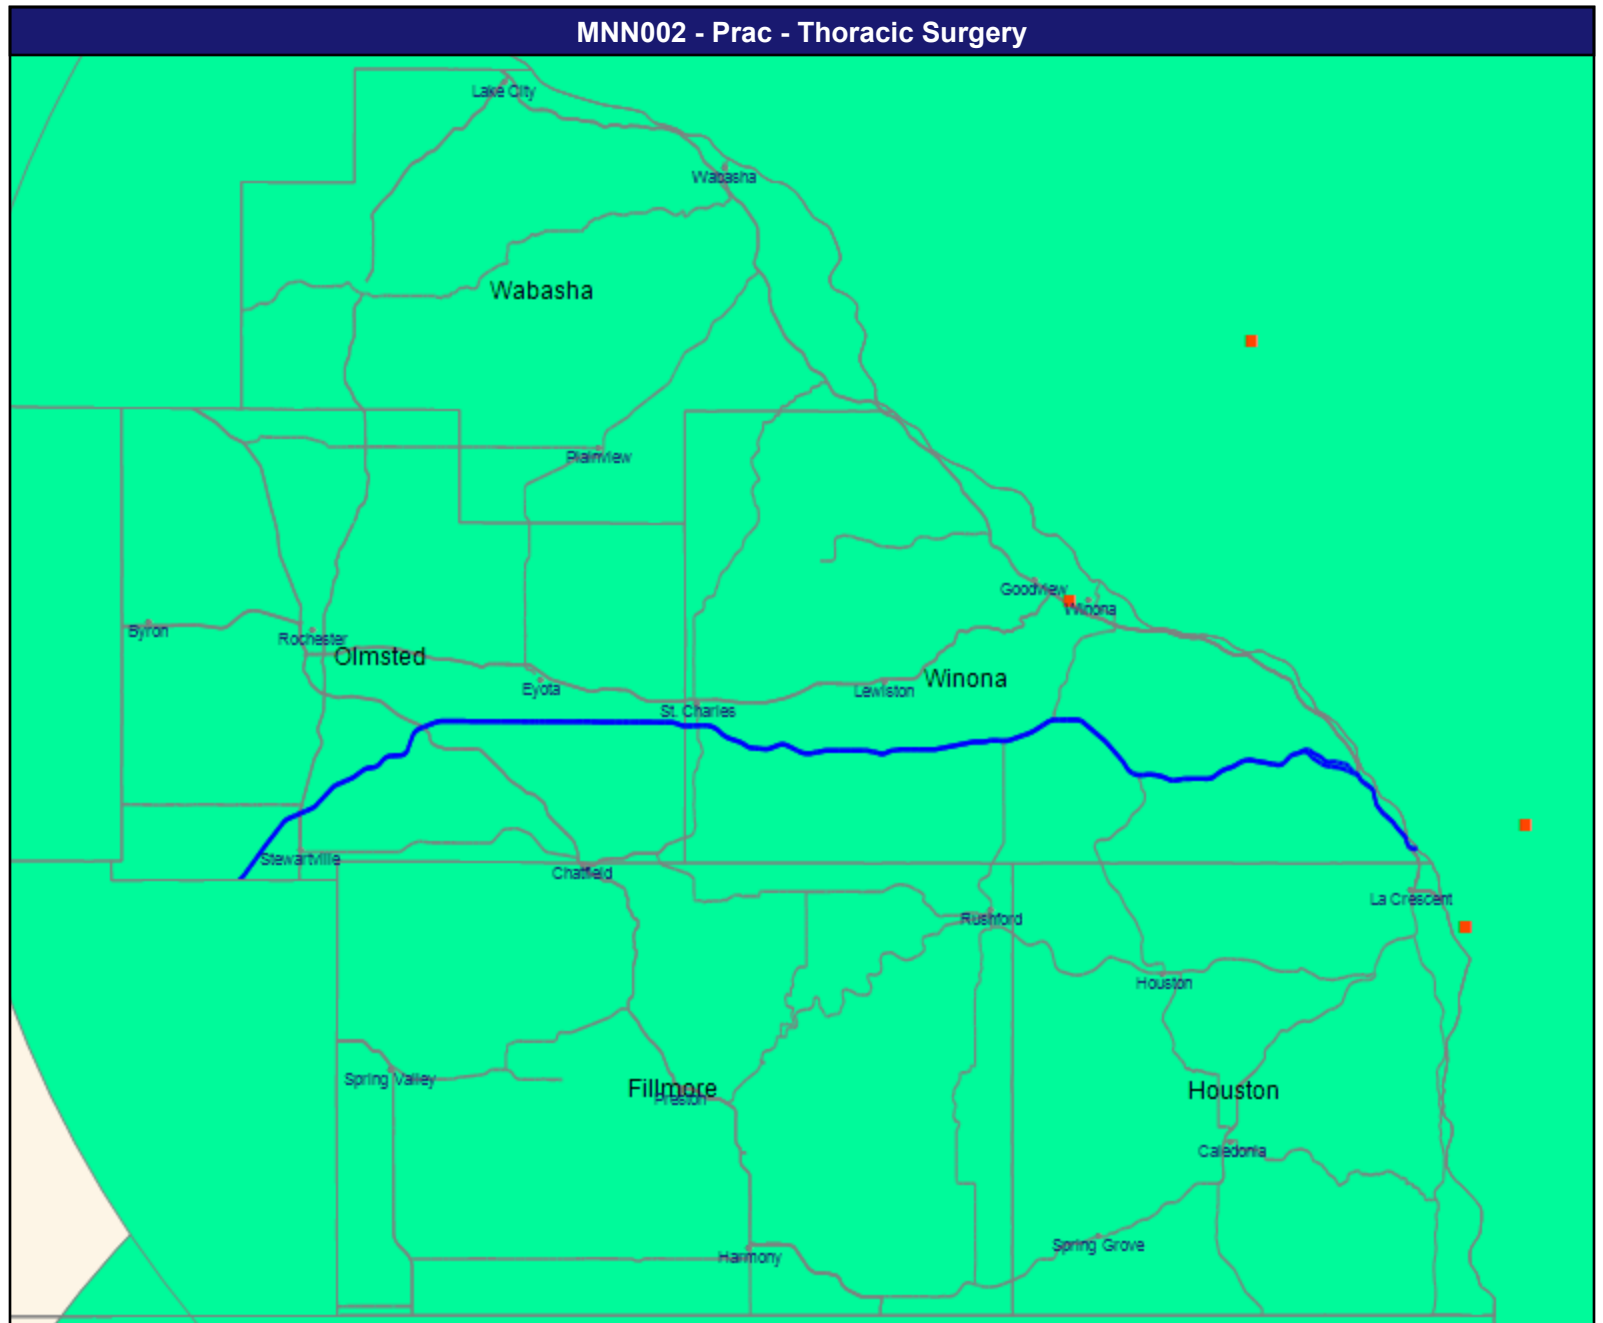 MNN002 - Prac - Thoracic Surgery
Lake City
Wabasha
Wabasha
Plainview
Goodview
Winona
Byron
Rochester
Olmsted
Winona
Eyota
Lewiston
St. Charles
Stewartville
Chatfield
La Crescent
Rushford
Houston
Spring Valley
Fillmore
Preston
Houston
Caledonia
Spring Grove
Harmony